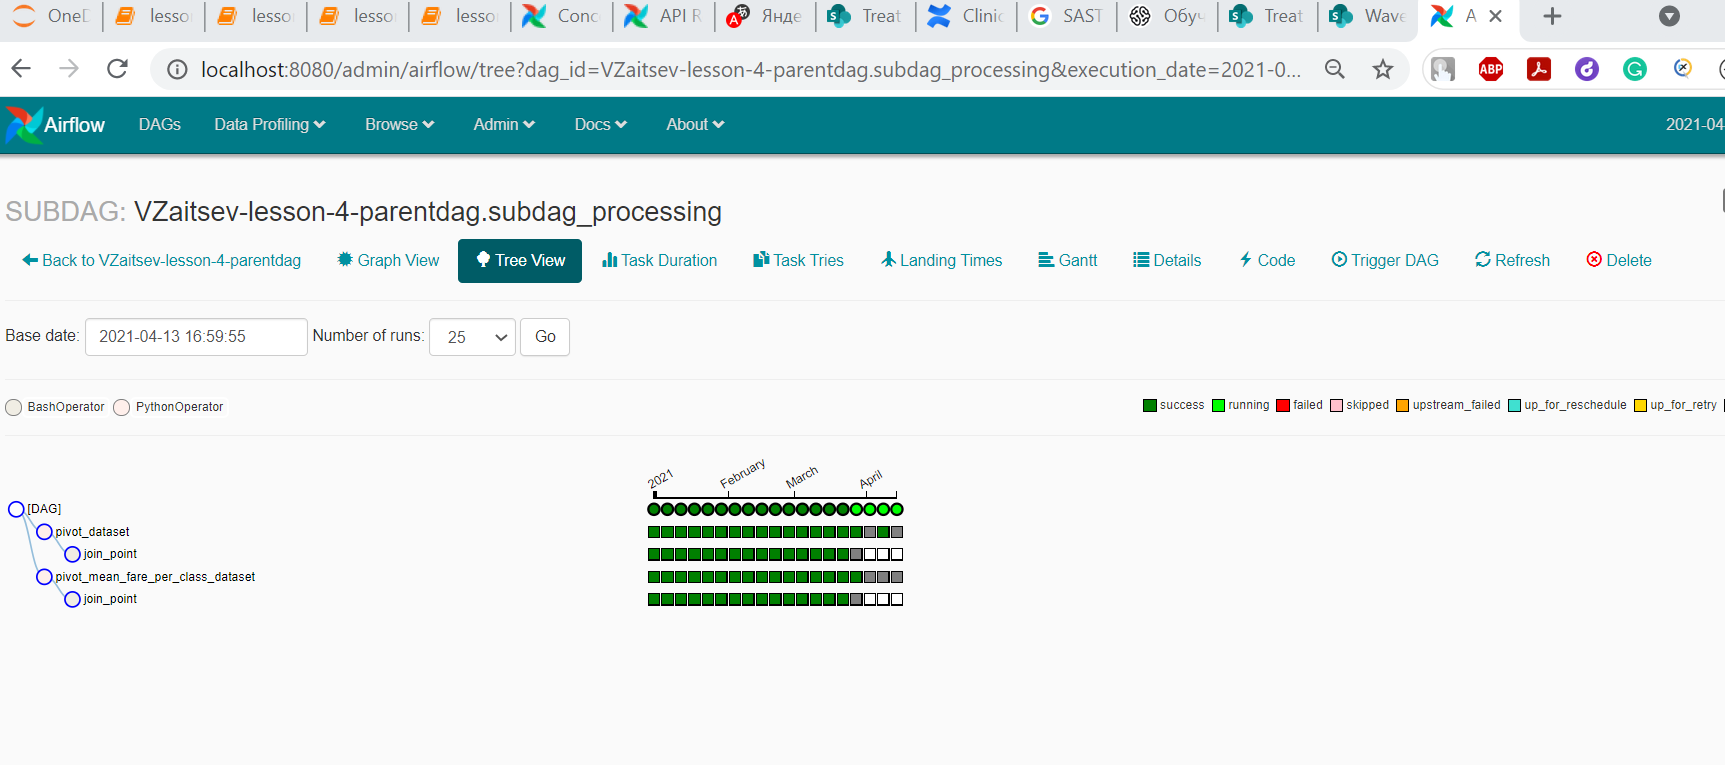 OneD lesso lesso lesso lesso Conc API R Янде Treat Clinic SAST Обуч Treat Wave A
localhost:8080/admin/airflow/tree?dag_id=VZaitsev-lesson-4-parentdag.subdag_processing&execution_date=2021-0... ABP
Airflow DAGs Data Profiling Browse Admin Docs About 2021-04
SUBDAG: VZaitsev-lesson-4-parentdag.subdag_processing
Back to VZaitsev-lesson-4-parentdag Graph View Tree View Task Duration Task Tries Landing Times Gantt Details Code Trigger DAG Refresh Delete
Base date: 2021-04-13 16:59:55 Number of runs: 25 Go
BashOperator PythonOperator success running failed skipped upstream_failed up_for_reschedule up_for_retry
2021 February March April
[DAG]
pivot_dataset
join_point
pivot_mean_fare_per_class_dataset
join_point